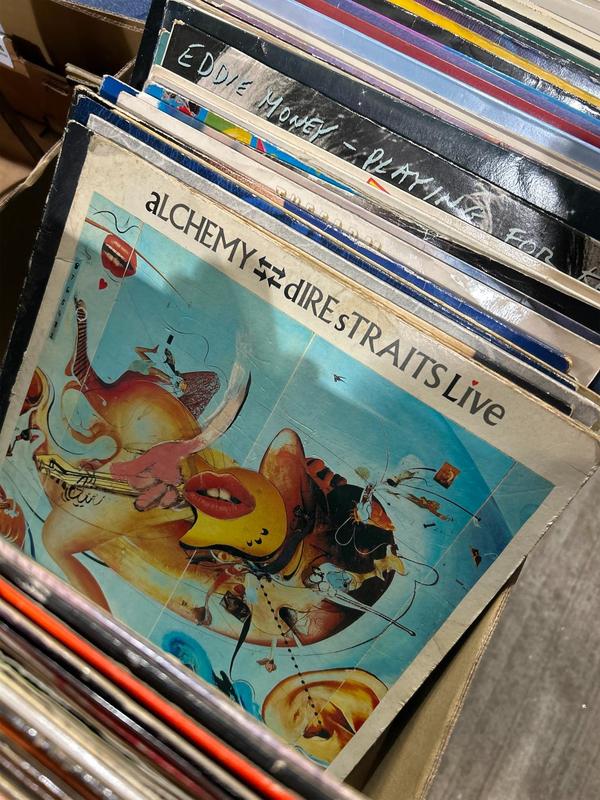 EDDIE MONEY - PLAYING FOR
aLCHEMY ⇆ dIRE sTRAITS Live